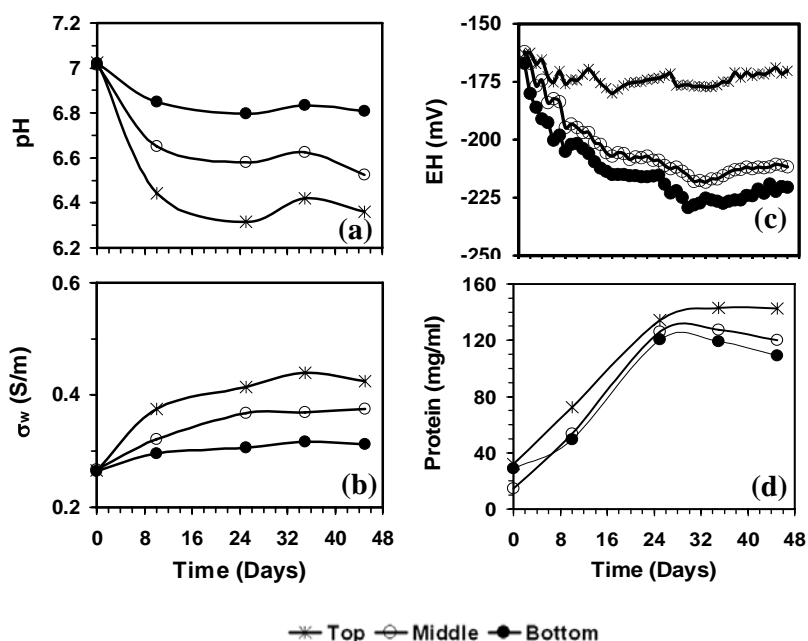 7.2
7
6.8
6.6
6.4
6.2
pH
(a)
-150
-175
-200
-225
-250
EH (mV)
(c)
0.6
0.4
0.2
σw (S/m)
(b)
0 8 16 24 32 40 48
Time (Days)
160
120
80
40
0
Protein (mg/ml)
(d)
0 8 16 24 32 40 48
Time (Days)
Top Middle Bottom